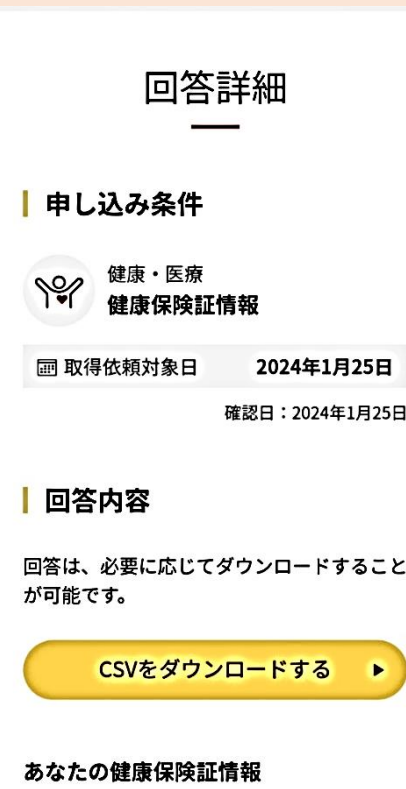 回答詳細
申し込み条件
健康・医療
健康保険証情報
取得依頼対象日 2024年1月25日
確認日：2024年1月25日
回答内容
回答は、必要に応じてダウンロードすること
が可能です。
CSVをダウンロードする
あなたの健康保険証情報